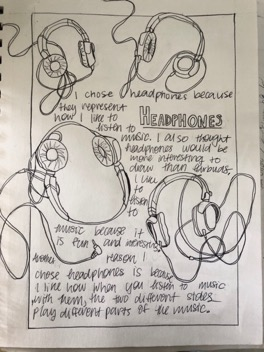 I chose headphones because
they represent
how I like to
listen to
HEADPHONES
music. I also thought
headphones would be
more interesting to
draw than earbuds.
I like
to
listen
to
music because it
is fun and interesting
Another reason I
chose headphones is because
I like how when you listen to music
with them, the two different sides
play different parts of the music.